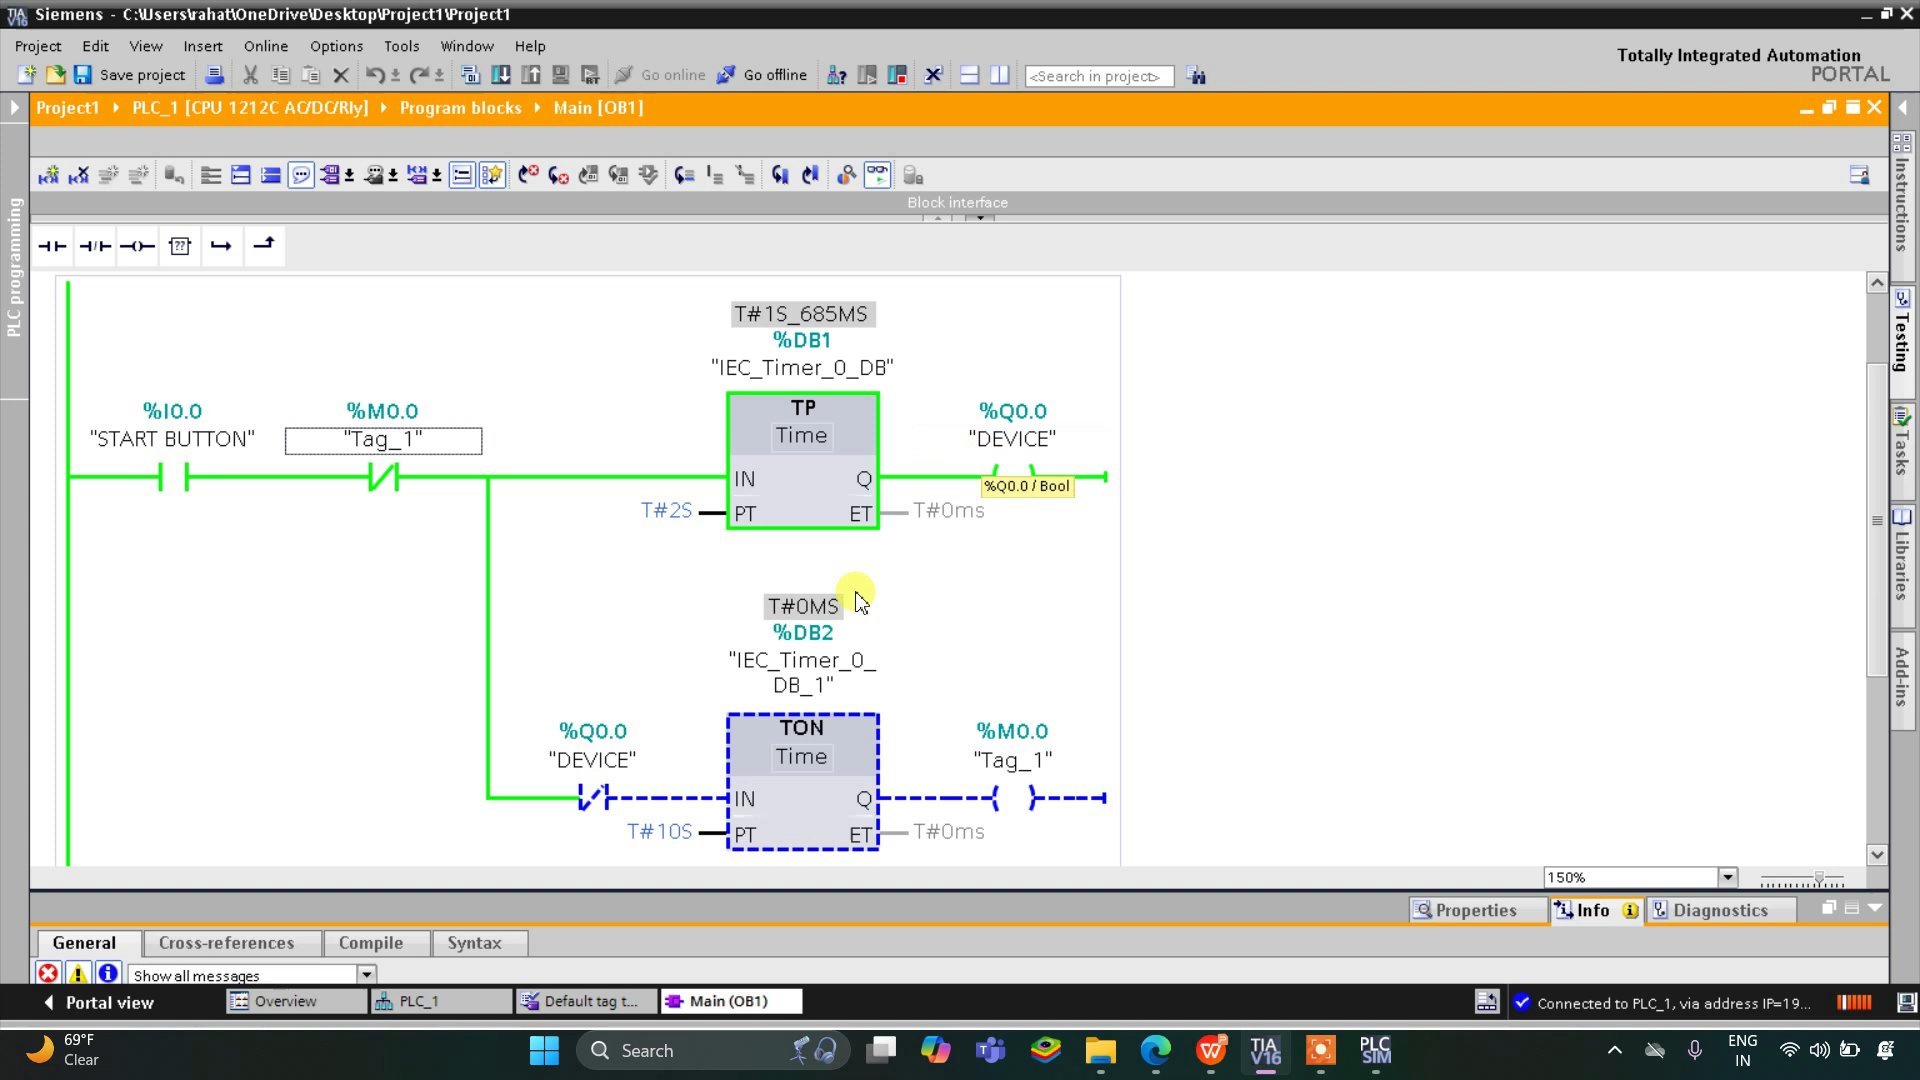 Siemens - C:\Users\rahat\OneDrive\Desktop\Project1\Project1
Project Edit View Insert Online Options Tools Window Help
Totally Integrated Automation
PORTAL
Save project
Go online
Go offline
<Search in project>
Project1 PLC_1 [CPU 1212C AC/DC/Rly] Program blocks Main [OB1]
Block interface
PLC programming
Instructions
Testing
Tasks
Libraries
Add-ins
??
T#1S_685MS
%DB1
"IEC_Timer_0_DB"
%I0.0
"START BUTTON"
%M0.0
"Tag_1"
TP
Time
IN
Q
T#2S
PT
ET
T#0ms
%Q0.0
"DEVICE"
%Q0.0 / Bool
T#0MS
%DB2
"IEC_Timer_0_
DB_1"
%Q0.0
"DEVICE"
TON
Time
IN
Q
T#10S
PT
ET
T#0ms
%M0.0
"Tag_1"
150%
Properties
Info
Diagnostics
General
Cross-references
Compile
Syntax
Show all messages
Portal view
Overview
PLC_1
Default tag t...
Main (OB1)
Connected to PLC_1, via address IP=19...
69°F
Clear
Search
TIA
V16
PLC
SIM
ENG
IN